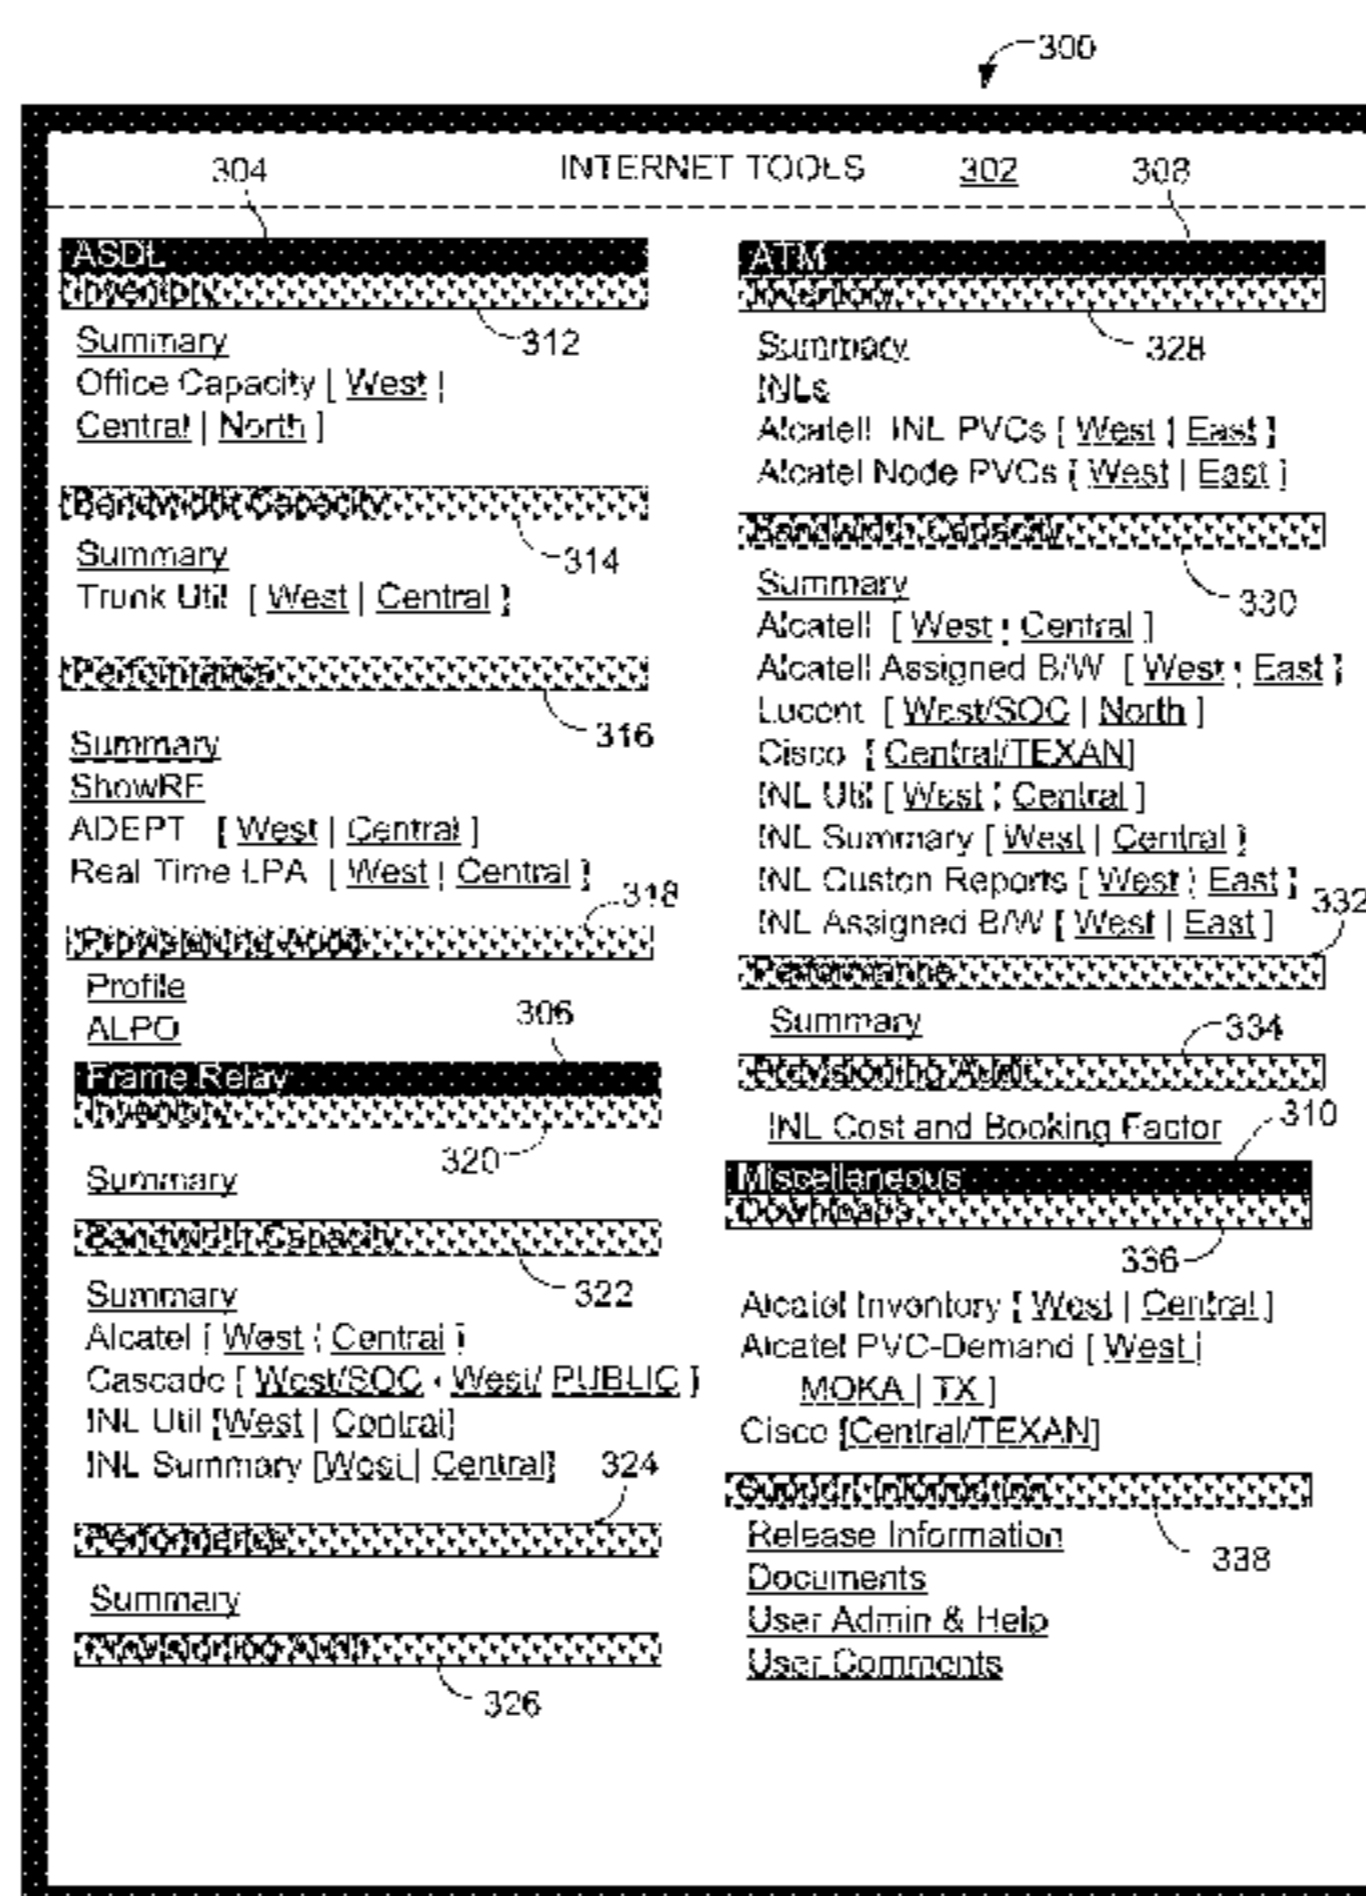 300
INTERNET TOOLS 302
304
308
ASDL
Inventory
312
Summary
Office Capacity [ West |
Central | North ]
Bandwidth Capacity
314
Summary
Trunk Util [ West | Central ]
Performance
316
Summary
ShowRF
ADEPT [ West | Central ]
Real Time LPA [ West | Central ]
318
Provisioning Audit
Profile
ALPO
306
Frame Relay
Inventory
320
Summary
Bandwidth Capacity
322
Summary
Alcatel [ West | Central ]
Cascade [ West/SOC | West/ PUBLIC ]
INL Util [West | Central]
INL Summary [West | Central]
324
Performance
Summary
Provisioning Audit
326
ATM
Inventory
328
Summary
INLs
Alcatell INL PVCs [ West | East ]
Alcatel Node PVCs [ West | East ]
Bandwidth Capacity
330
Summary
Alcatell [ West | Central ]
Alcatell Assigned B/W [ West | East ]
Lucent [ West/SOC | North ]
Cisco [ Central/TEXAN]
INL Util [ West | Central ]
INL Summary [ West | Central ]
INL Custon Reports [ West | East ]
INL Assigned B/W [ West | East ]
332
Performance
Summary
334
Provisioning Audit
INL Cost and Booking Factor
310
Miscellaneous
Downloads
336
Alcatel Inventory [ West | Central ]
Alcatel PVC-Demand [ West |
MOKA | TX ]
Cisco [Central/TEXAN]
Support Information
338
Release Information
Documents
User Admin & Help
User Comments